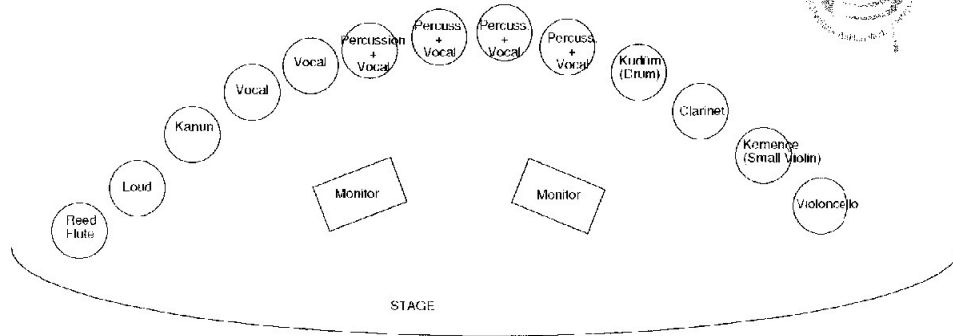 Reed
Flute
Loud
Kanun
Vocal
Vocal
Percussion
+
Vocal
Percuss.
+
Vocal
Percuss.
+
Vocal
Percuss.
+
Vocal
Kudüm
(Drum)
Clarinet
Kemence
(Small Violin)
Violoncello
Monitor
Monitor
STAGE